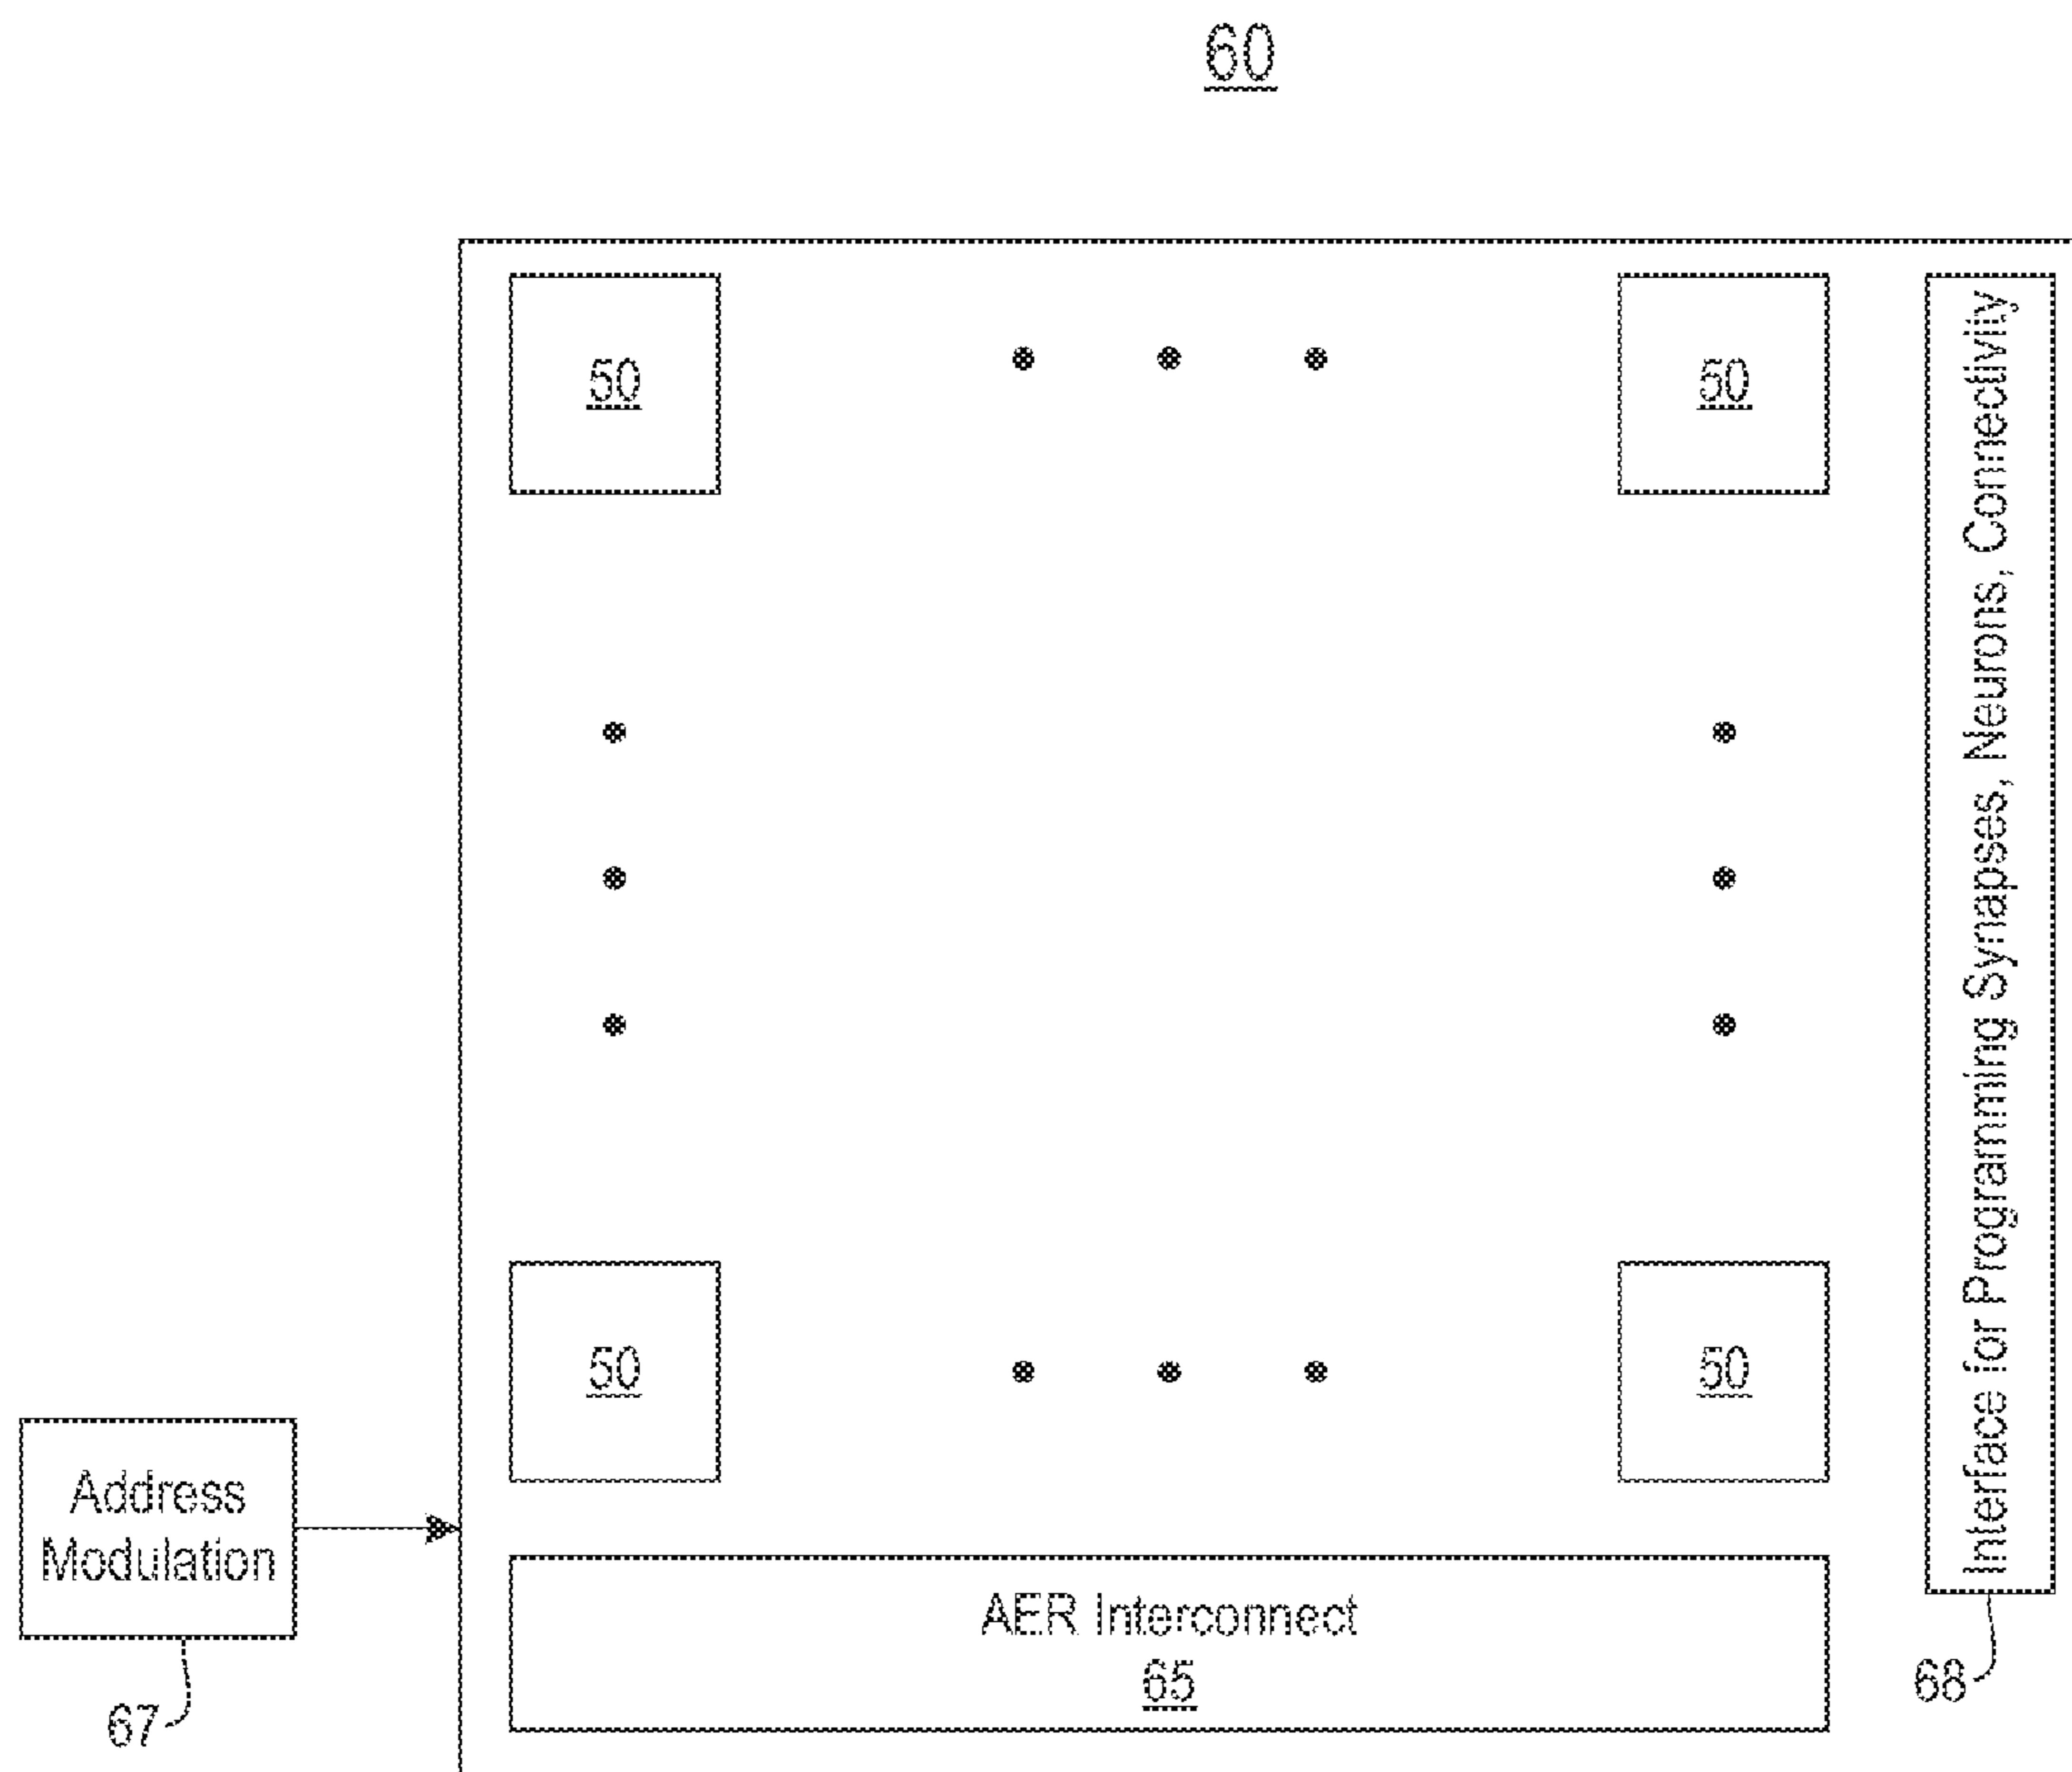 60
50
50
Interface for Programming Synapses, Neurons, Connectivity
50
50
Address
Modulation
AER Interconnect
65
67
68